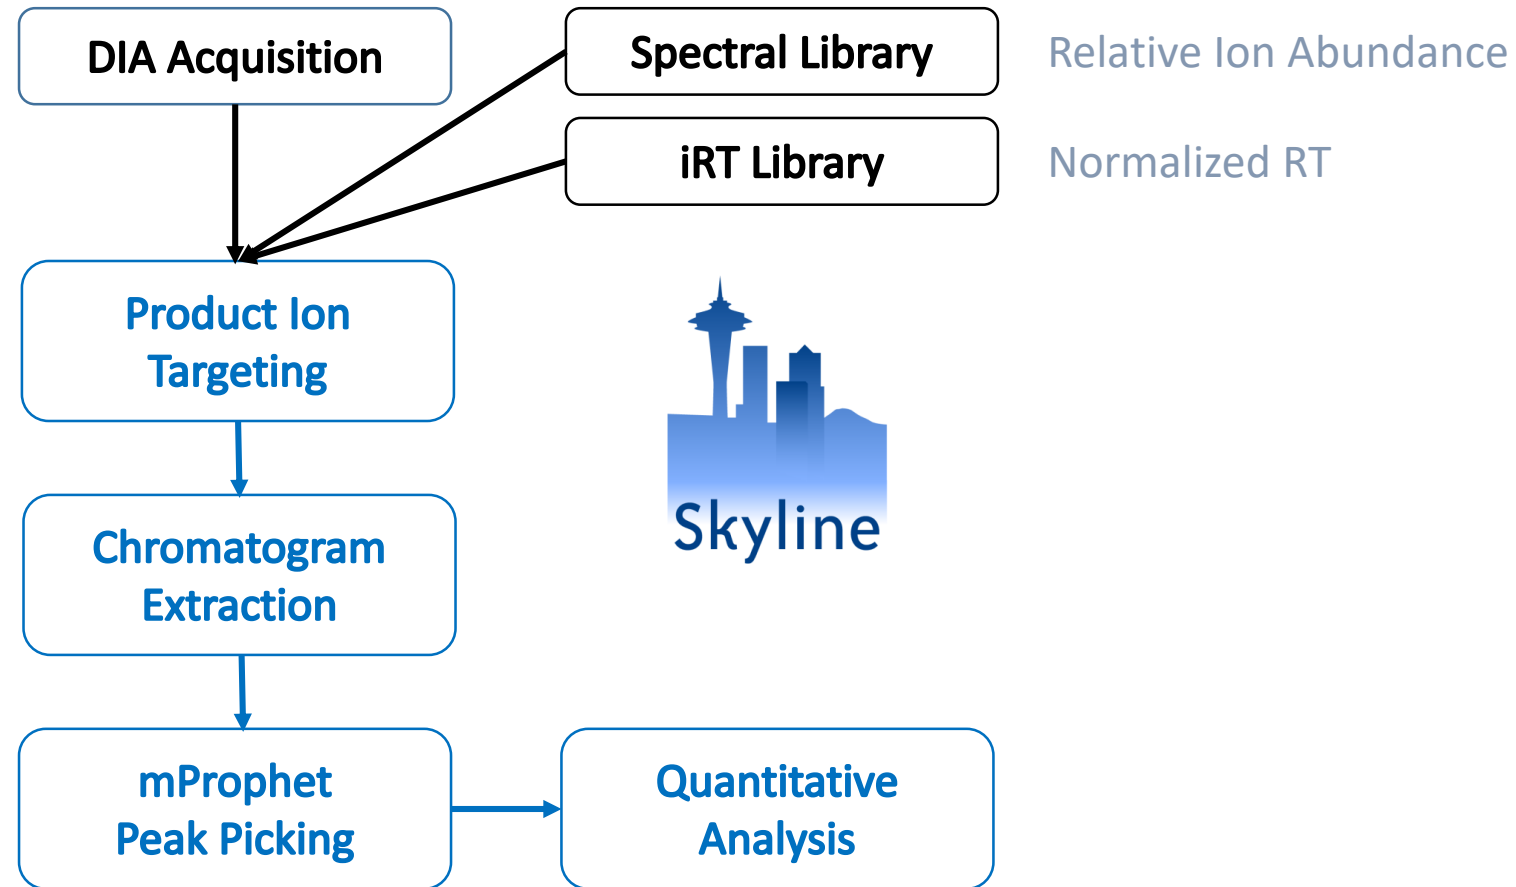 DIA Acquisition
Spectral Library
Relative Ion Abundance
iRT Library
Normalized RT
Product Ion
Targeting
Skyline
Chromatogram
Extraction
mProphet
Peak Picking
Quantitative
Analysis